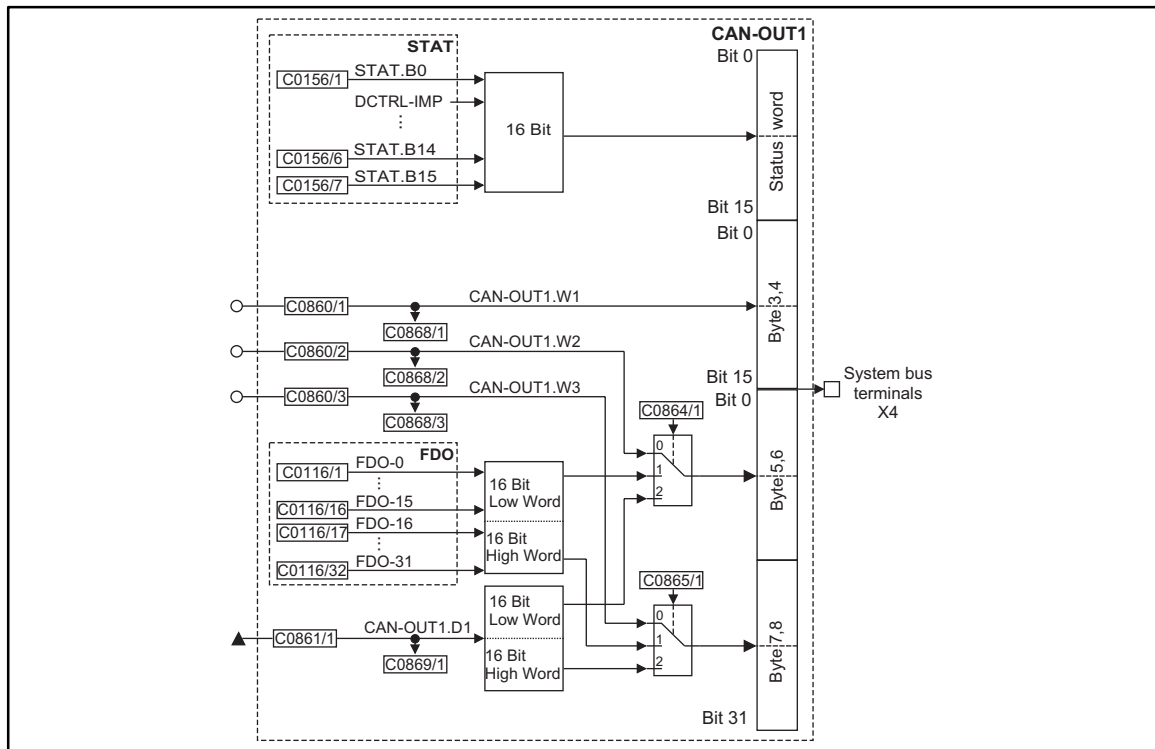 CAN-OUT1
STAT
Bit 0
C0156/1
STAT.B0
DCTRL-IMP
16 Bit
Status word
C0156/6
STAT.B14
C0156/7
STAT.B15
Bit 15
Bit 0
C0860/1
CAN-OUT1.W1
Byte 3,4
C0868/1
C0860/2
CAN-OUT1.W2
C0868/2
Bit 15
C0860/3
CAN-OUT1.W3
Bit 0
System bus
terminals
X4
C0868/3
C0864/1
FDO
0
1
2
C0116/1
FDO-0
16 Bit
Low Word
C0116/16
FDO-15
C0116/17
FDO-16
16 Bit
High Word
C0116/32
FDO-31
Byte 5,6
C0865/1
0
1
2
16 Bit
Low Word
C0861/1
CAN-OUT1.D1
C0869/1
16 Bit
High Word
Byte 7,8
Bit 31